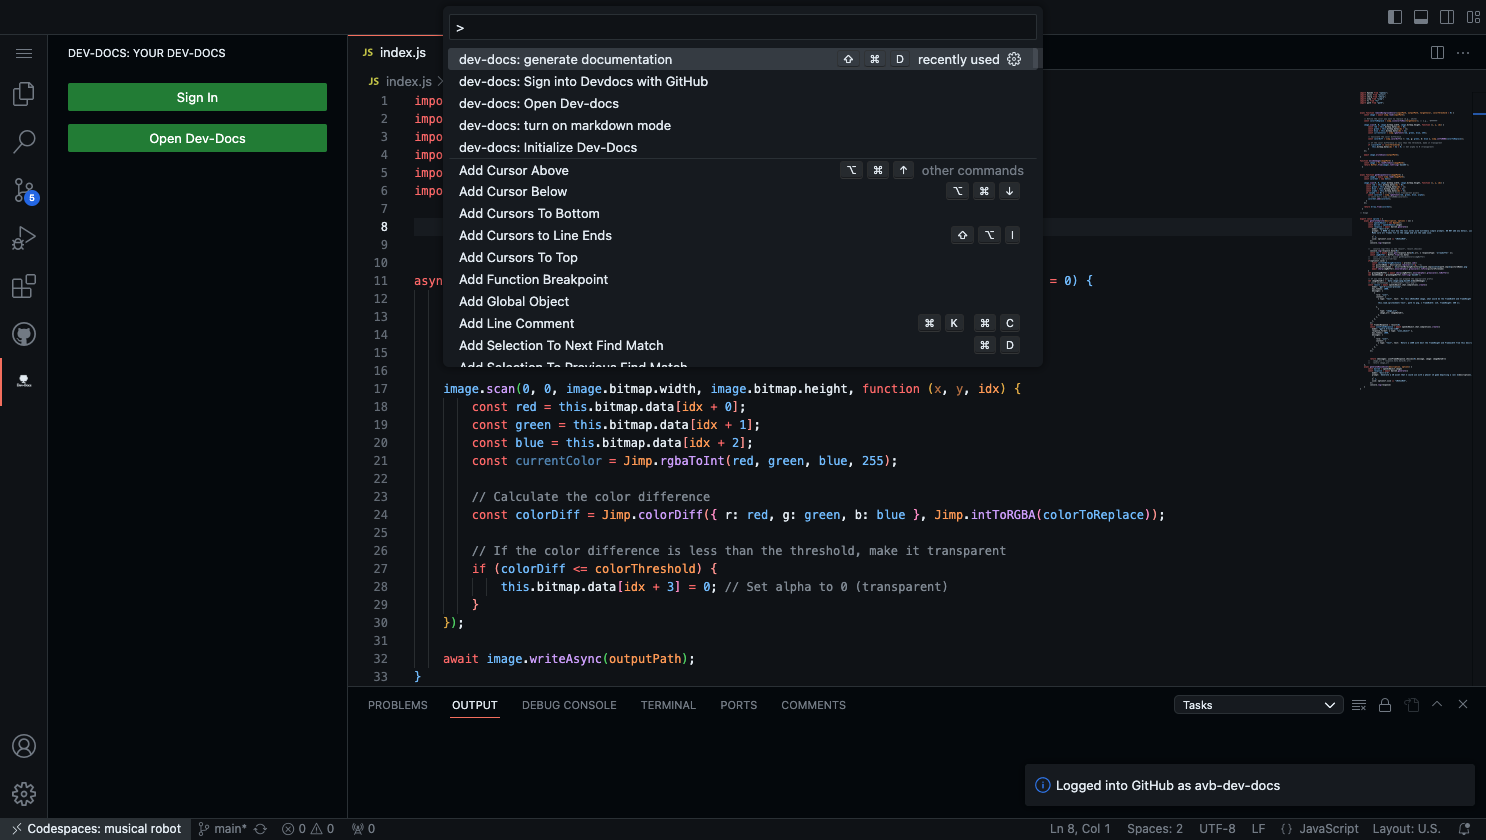 >
DEV-DOCS: YOUR DEV-DOCS
Sign In
Open Dev-Docs
5
Dev-Docs
JS index.js
JS index.js >
dev-docs: generate documentation ⇧ ⌘ D recently used
dev-docs: Sign into Devdocs with GitHub
dev-docs: Open Dev-docs
dev-docs: turn on markdown mode
dev-docs: Initialize Dev-Docs
Add Cursor Above ⌥ ⌘ ↑ other commands
Add Cursor Below ⌥ ⌘ ↓
Add Cursors To Bottom
Add Cursors to Line Ends ⇧ ⌥ I
Add Cursors To Top
Add Function Breakpoint
Add Global Object
Add Line Comment ⌘ K ⌘ C
Add Selection To Next Find Match ⌘ D
Add Selection To Previous Find Match
1 impo
2 impo
3 impo
4 impo
5 impo
6 impo
7
8
9
10
11 asyn = 0) {
12
13
14
15
16
17 image.scan(0, 0, image.bitmap.width, image.bitmap.height, function (x, y, idx) {
18 const red = this.bitmap.data[idx + 0];
19 const green = this.bitmap.data[idx + 1];
20 const blue = this.bitmap.data[idx + 2];
21 const currentColor = Jimp.rgbaToInt(red, green, blue, 255);
22
23 // Calculate the color difference
24 const colorDiff = Jimp.colorDiff({ r: red, g: green, b: blue }, Jimp.intToRGBA(colorToReplace));
25
26 // If the color difference is less than the threshold, make it transparent
27 if (colorDiff <= colorThreshold) {
28 this.bitmap.data[idx + 3] = 0; // Set alpha to 0 (transparent)
29 }
30 });
31
32 await image.writeAsync(outputPath);
33 }
PROBLEMS OUTPUT DEBUG CONSOLE TERMINAL PORTS COMMENTS
Tasks
Logged into GitHub as avb-dev-docs
Codespaces: musical robot main* 0 0 0
Ln 8, Col 1 Spaces: 2 UTF-8 LF {} JavaScript Layout: U.S.